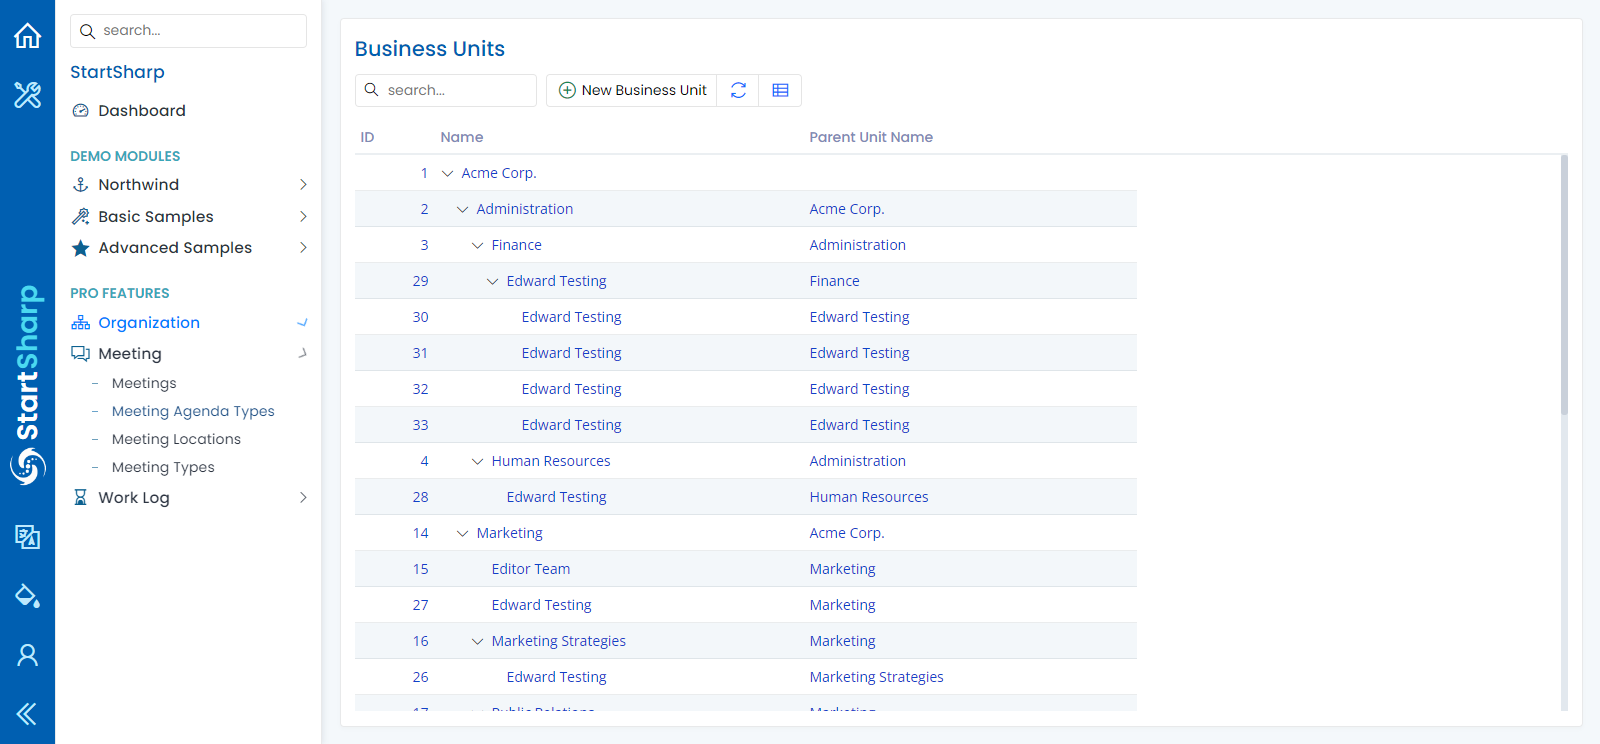 search...
StartSharp
Dashboard
DEMO MODULES
Northwind
Basic Samples
Advanced Samples
PRO FEATURES
Organization
Meeting
Meetings
Meeting Agenda Types
Meeting Locations
Meeting Types
Work Log
StartSharp
Business Units
search...
New Business Unit
ID Name Parent Unit Name
1 Acme Corp.
2 Administration Acme Corp.
3 Finance Administration
29 Edward Testing Finance
30 Edward Testing Edward Testing
31 Edward Testing Edward Testing
32 Edward Testing Edward Testing
33 Edward Testing Edward Testing
4 Human Resources Administration
28 Edward Testing Human Resources
14 Marketing Acme Corp.
15 Editor Team Marketing
27 Edward Testing Marketing
16 Marketing Strategies Marketing
26 Edward Testing Marketing Strategies
17 Public Relations Marketing